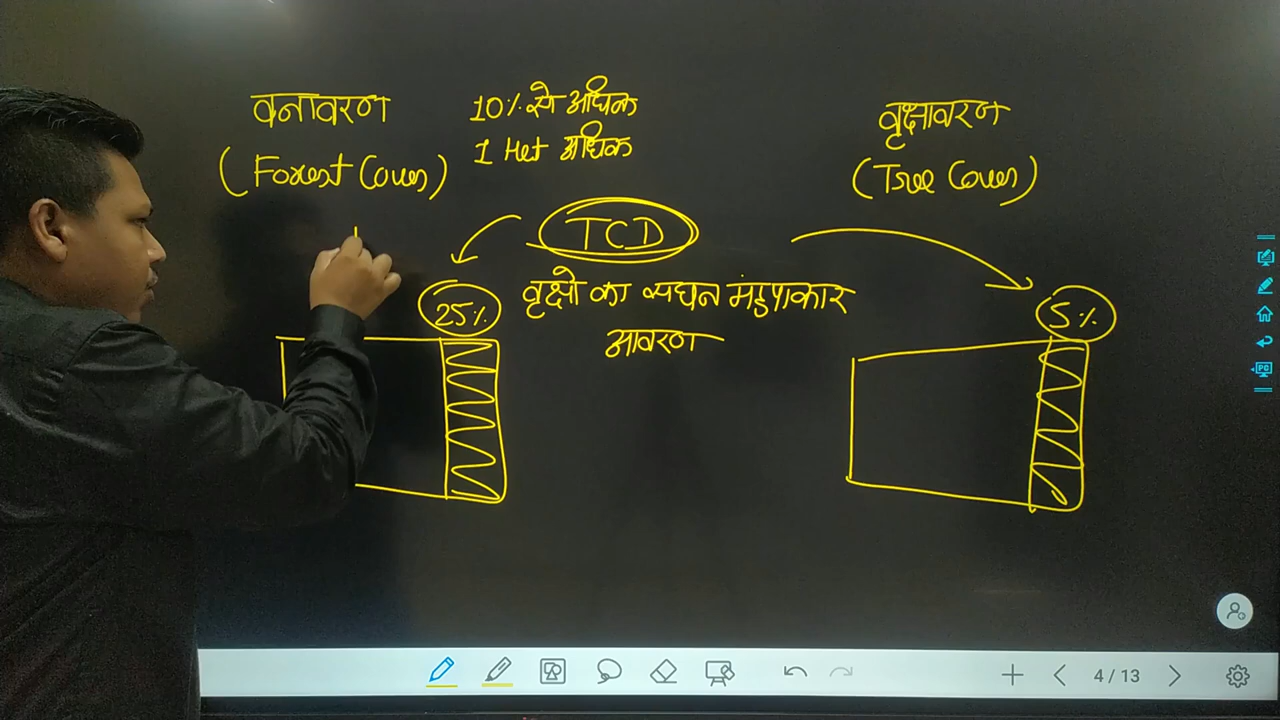 वनावरण
(Forest Cover)
10% से अधिक
1 Het अधिक
वृक्षावरण
(Tree Cover)
TCD
वृक्षो का सघन मंडपाकार
आवरण
25%
5%
PC
4/13